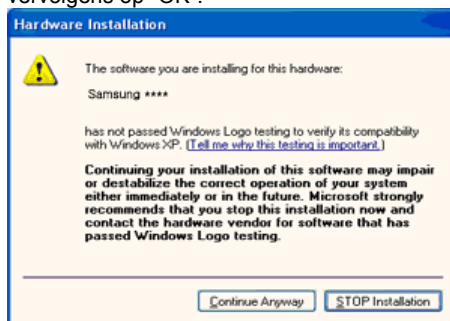 vervolgens op "OK".
Hardware Installation
The software you are installing for this hardware:
Samsung ****
has not passed Windows Logo testing to verify its compatibility
with Windows XP. (Tell me why this testing is important.)
Continuing your installation of this software may impair
or destabilize the correct operation of your system
either immediately or in the future. Microsoft strongly
recommends that you stop this installation now and
contact the hardware vendor for software that has
passed Windows Logo testing.
Continue Anyway STOP Installation